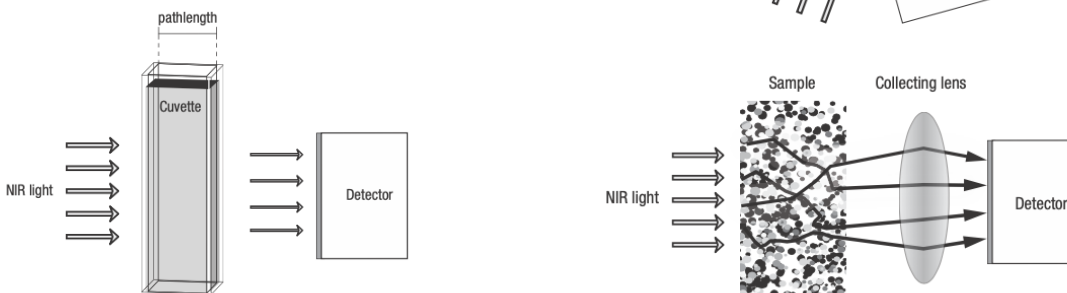 pathlength
Cuvette
NIR light
Detector
Sample
Collecting lens
NIR light
Detector